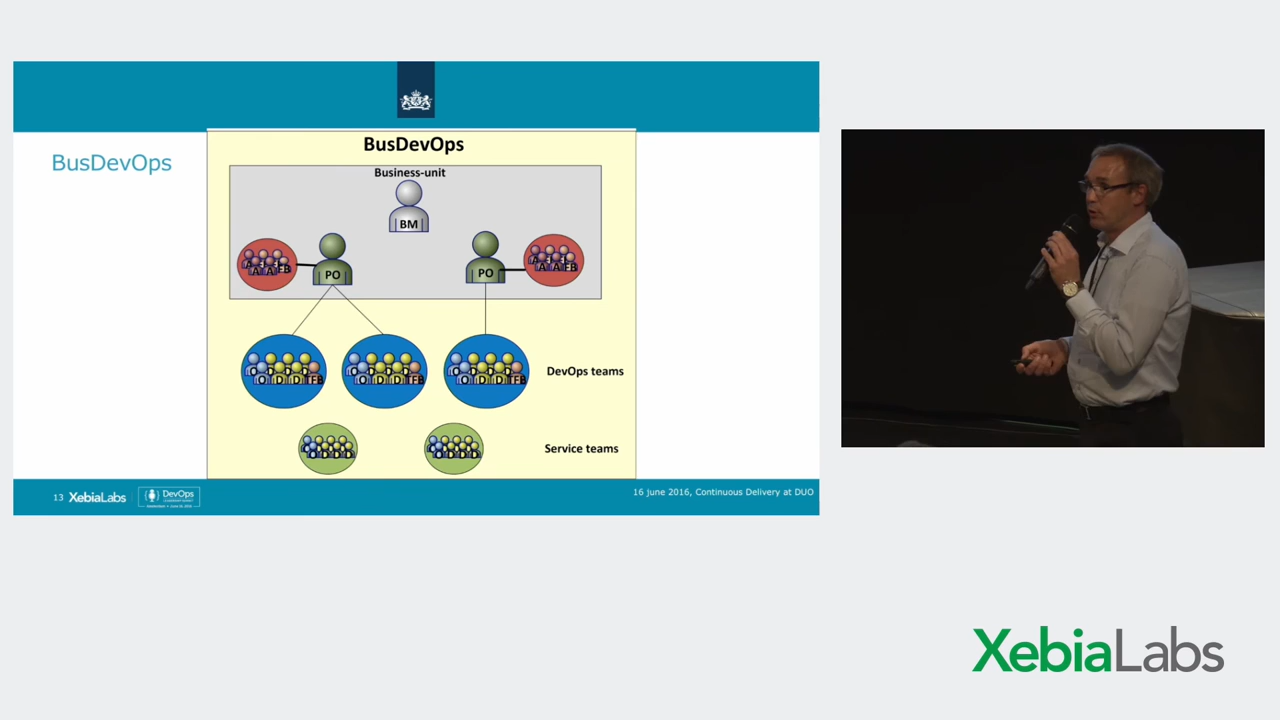 BusDevOps
BusDevOps
Business-unit
BM
PO
PO
DevOps teams
Service teams
13 XebiaLabs
DevOps
16 june 2016, Continuous Delivery at DUO
XebiaLabs